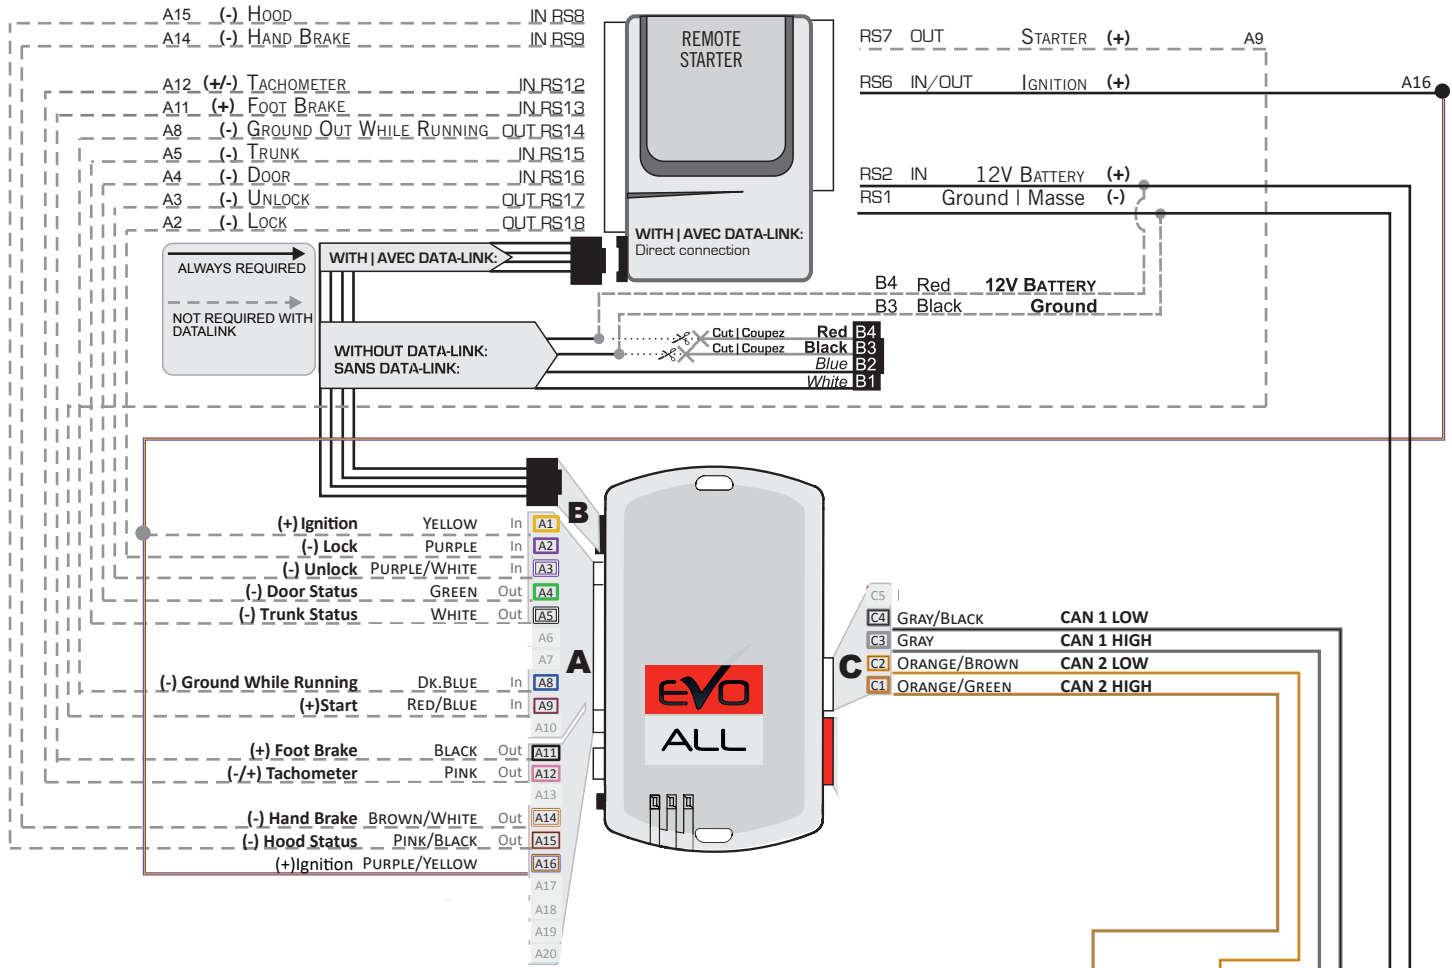 A15 (-) HOOD IN RS8
A14 (-) HAND BRAKE IN RS9
A12 (+/-) TACHOMETER IN RS12
A11 (+) FOOT BRAKE IN RS13
A8 (-) GROUND OUT WHILE RUNNING OUT RS14
A5 (-) TRUNK IN RS15
A4 (-) DOOR IN RS16
A3 (-) UNLOCK OUT RS17
A2 (-) LOCK OUT RS18
REMOTE
STARTER
WITH | AVEC DATA-LINK:
Direct connection
RS7 OUT STARTER (+) A9
RS6 IN/OUT IGNITION (+) A16
RS2 IN 12V BATTERY (+)
RS1 Ground | Masse (-)
ALWAYS REQUIRED
NOT REQUIRED WITH
DATALINK
WITH | AVEC DATA-LINK:
B4 Red 12V BATTERY
B3 Black Ground
WITHOUT DATA-LINK:
SANS DATA-LINK:
Cut | Coupez Red B4
Cut | Coupez Black B3
Blue B2
White B1
B
(+) Ignition YELLOW In A1
(-) Lock PURPLE In A2
(-) Unlock PURPLE/WHITE In A3
(-) Door Status GREEN Out A4
(-) Trunk Status WHITE Out A5
A6
A7
A
(-) Ground While Running DK.BLUE In A8
(+)Start RED/BLUE In A9
A10
(+) Foot Brake BLACK Out A11
(-/+) Tachometer PINK Out A12
A13
(-) Hand Brake BROWN/WHITE Out A14
(-) Hood Status PINK/BLACK Out A15
(+)Ignition PURPLE/YELLOW A16
A17
A18
A19
A20
EVO
ALL
C
C5
C4 GRAY/BLACK CAN 1 LOW
C3 GRAY CAN 1 HIGH
C2 ORANGE/BROWN CAN 2 LOW
C1 ORANGE/GREEN CAN 2 HIGH